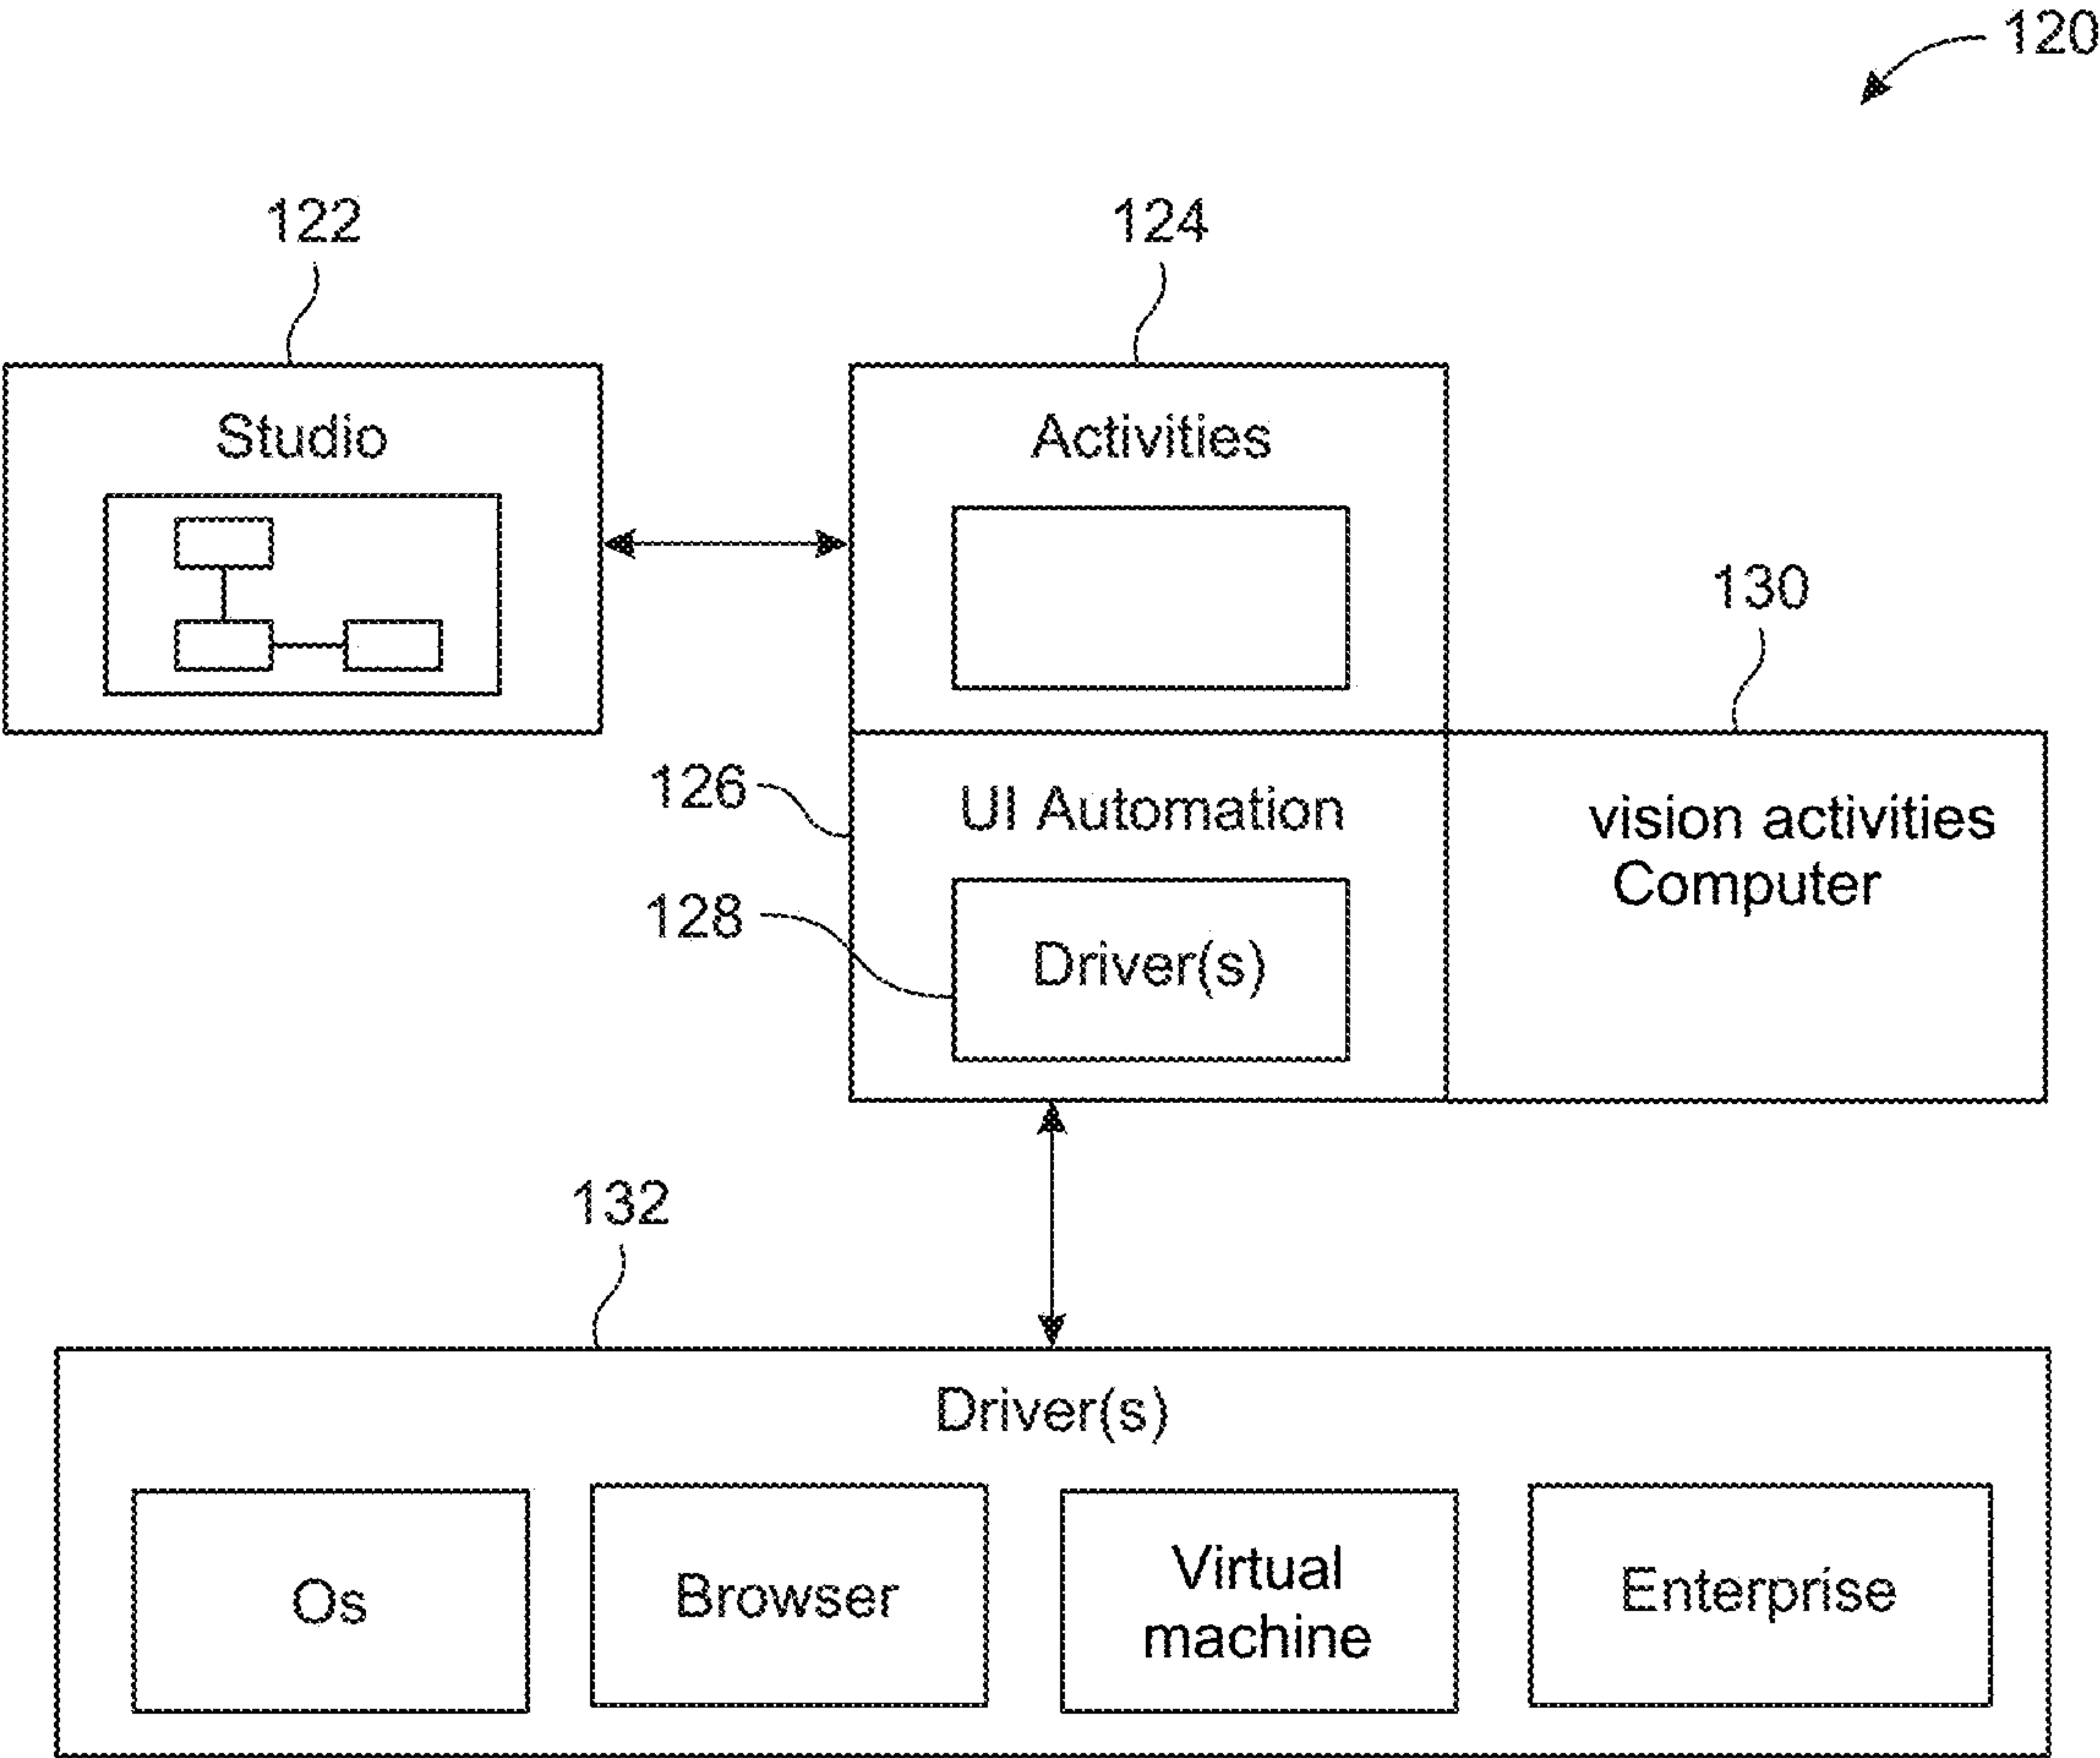 120
122
124
Studio
Activities
130
126
UI Automation
vision activities
Computer
128
Driver(s)
132
Driver(s)
Os
Browser
Virtual
machine
Enterprise